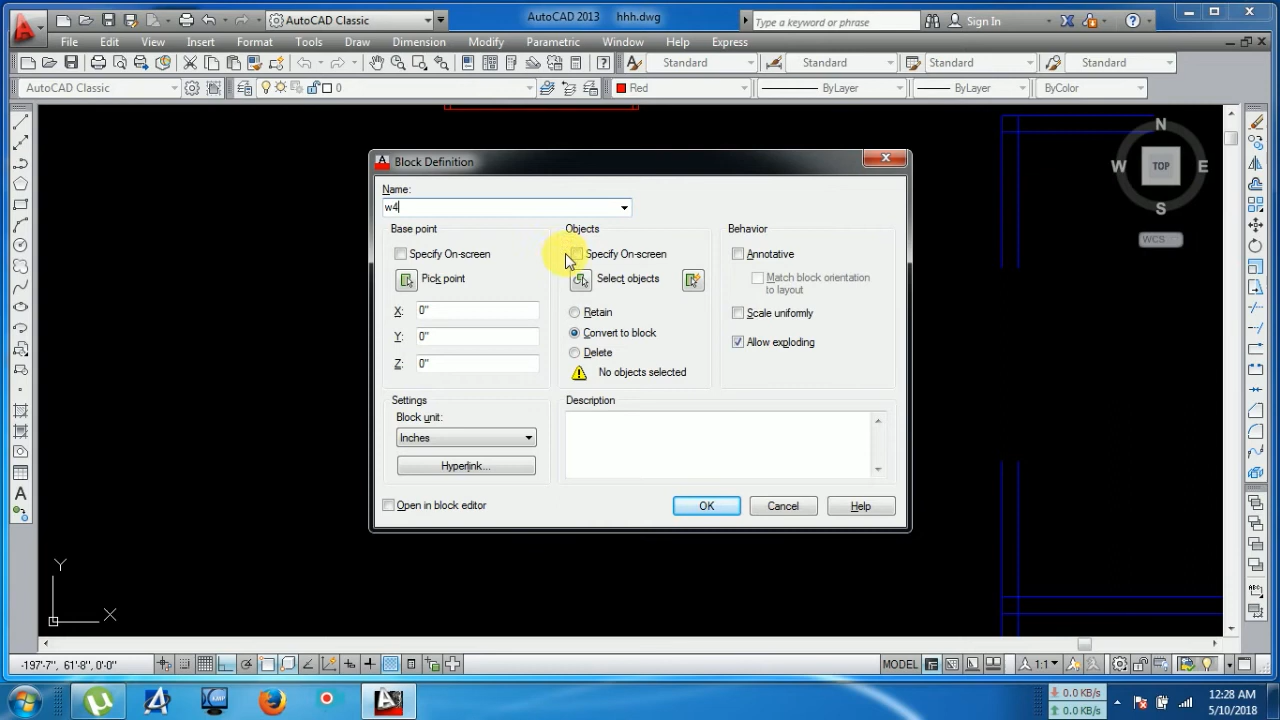 AutoCAD Classic
AutoCAD 2013 hhh.dwg
Type a keyword or phrase
Sign In
File Edit View Insert Format Tools Draw Dimension Modify Parametric Window Help Express
Standard Standard Standard Standard
AutoCAD Classic
0
Red
ByLayer
ByLayer
ByColor
N
W TOP E
S
WCS
Block Definition
Name:
w4
Base point
Specify On-screen
Pick point
X: 0"
Y: 0"
Z: 0"
Objects
Specify On-screen
Select objects
Retain
Convert to block
Delete
No objects selected
Behavior
Annotative
Match block orientation
to layout
Scale uniformly
Allow exploding
Settings
Block unit:
Inches
Hyperlink...
Description
Open in block editor
OK Cancel Help
Y
X
-197'-7", 61'-8", 0'-0"
MODEL
1:1
0.0 KB/s
0.0 KB/s
12:28 AM
5/10/2018